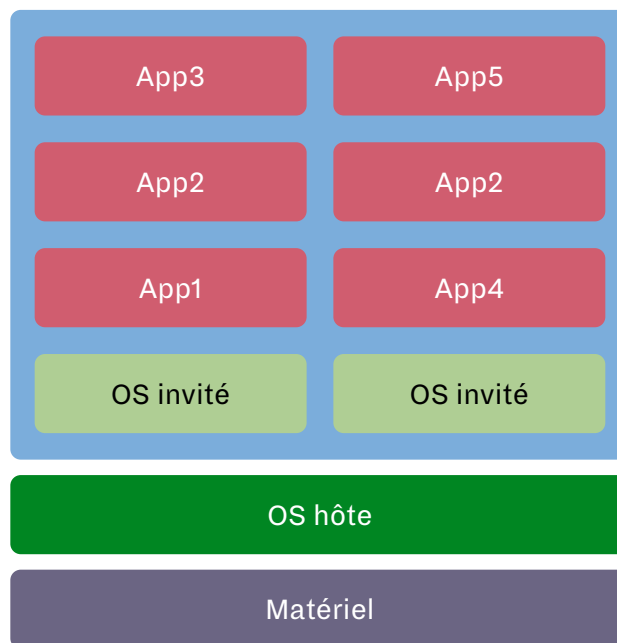 App3
App5
App2
App2
App1
App4
OS invité
OS invité
OS hôte
Matériel